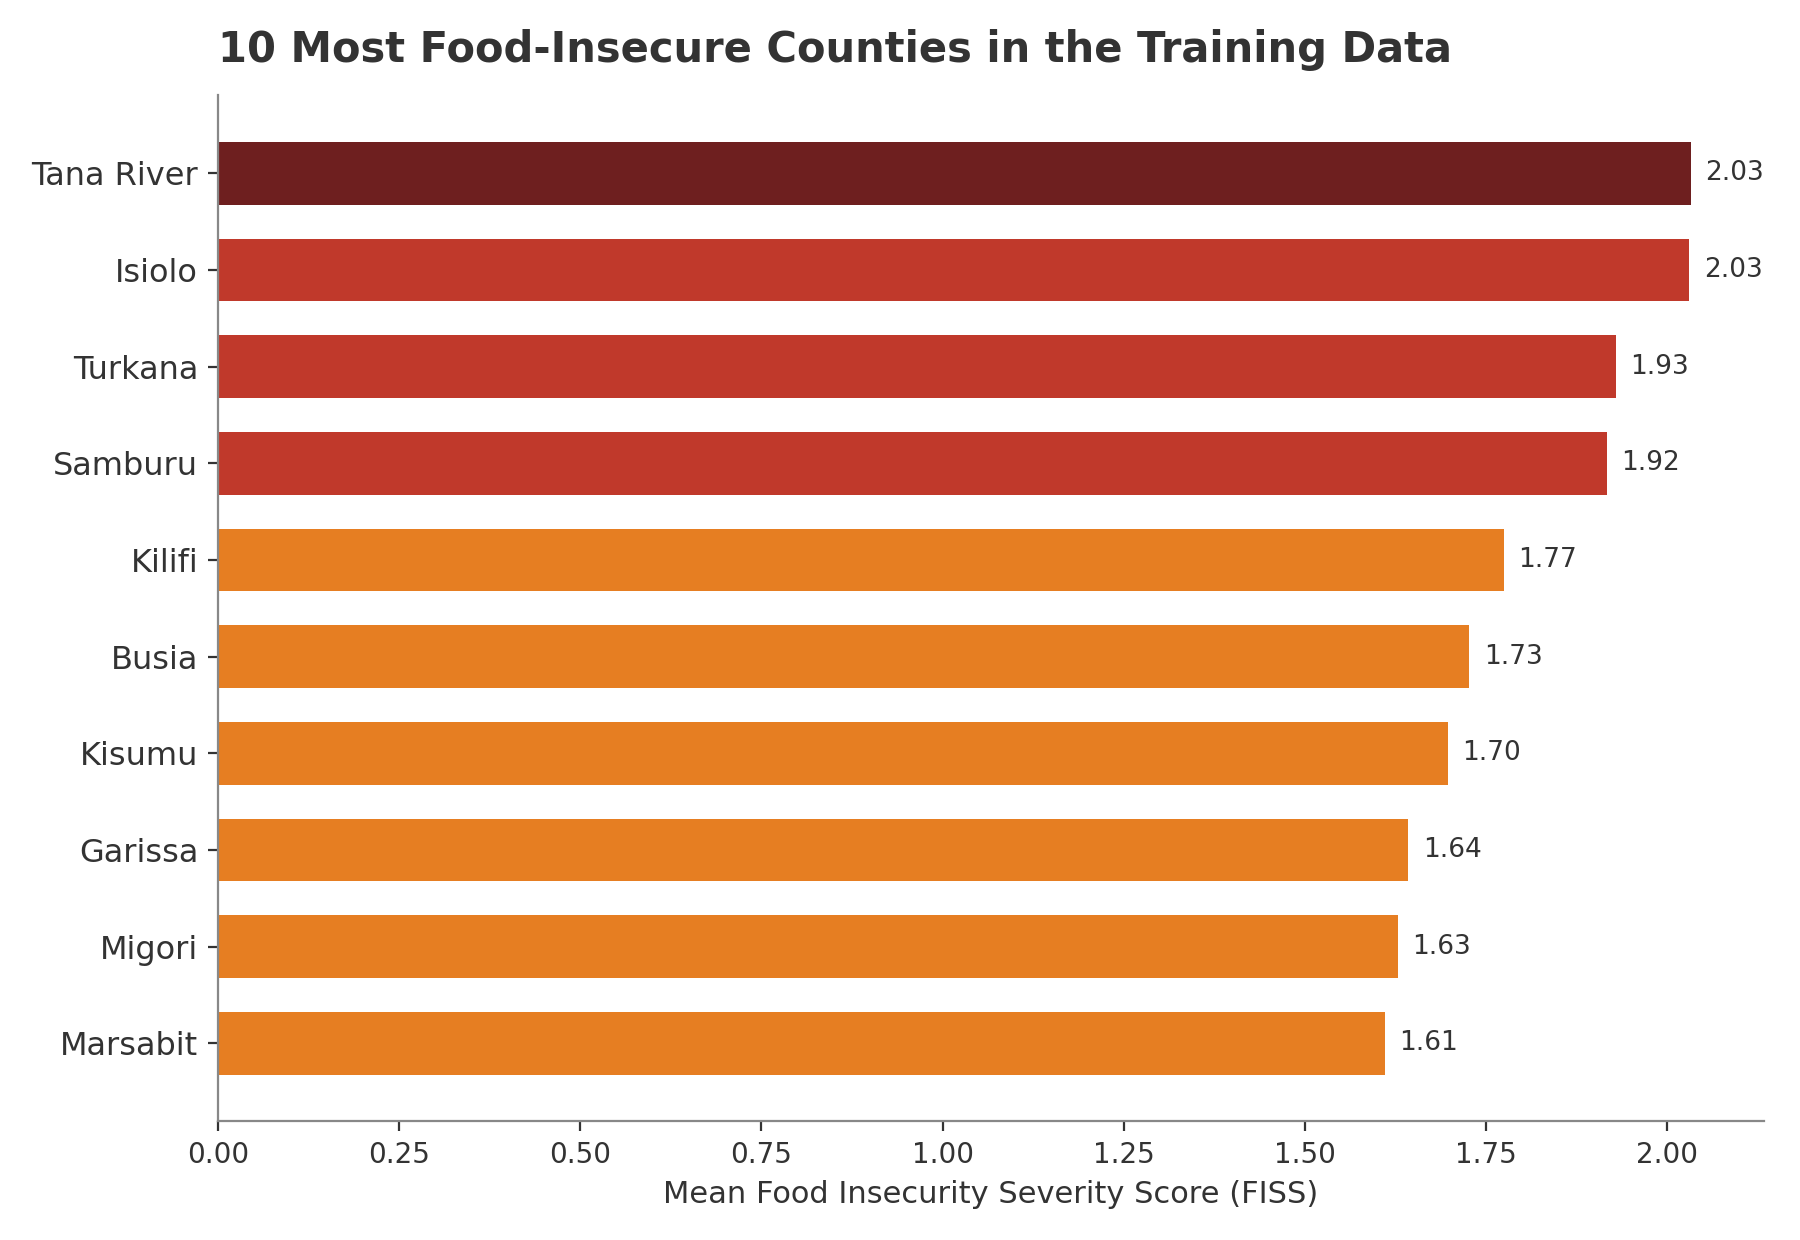 10 Most Food-Insecure Counties in the Training Data
Tana River 2.03
Isiolo 2.03
Turkana 1.93
Samburu 1.92
Kilifi 1.77
Busia 1.73
Kisumu 1.70
Garissa 1.64
Migori 1.63
Marsabit 1.61
0.00 0.25 0.50 0.75 1.00 1.25 1.50 1.75 2.00
Mean Food Insecurity Severity Score (FISS)